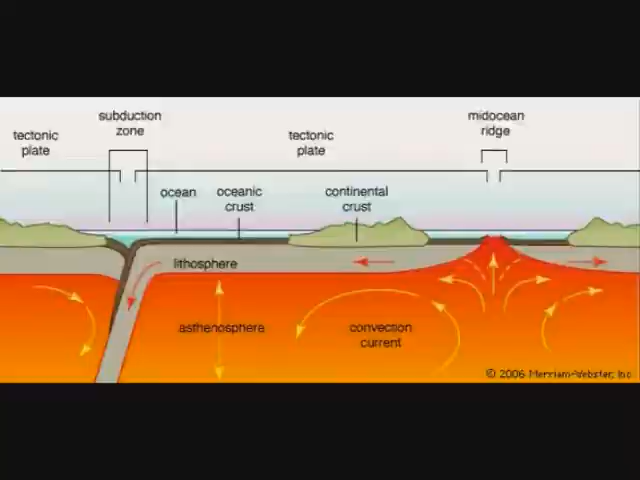 subduction
zone
midocean
ridge
tectonic
plate
tectonic
plate
ocean
oceanic
crust
continental
crust
lithosphere
asthenosphere
convection
current
© 2006 Merriam-Webster, Inc.